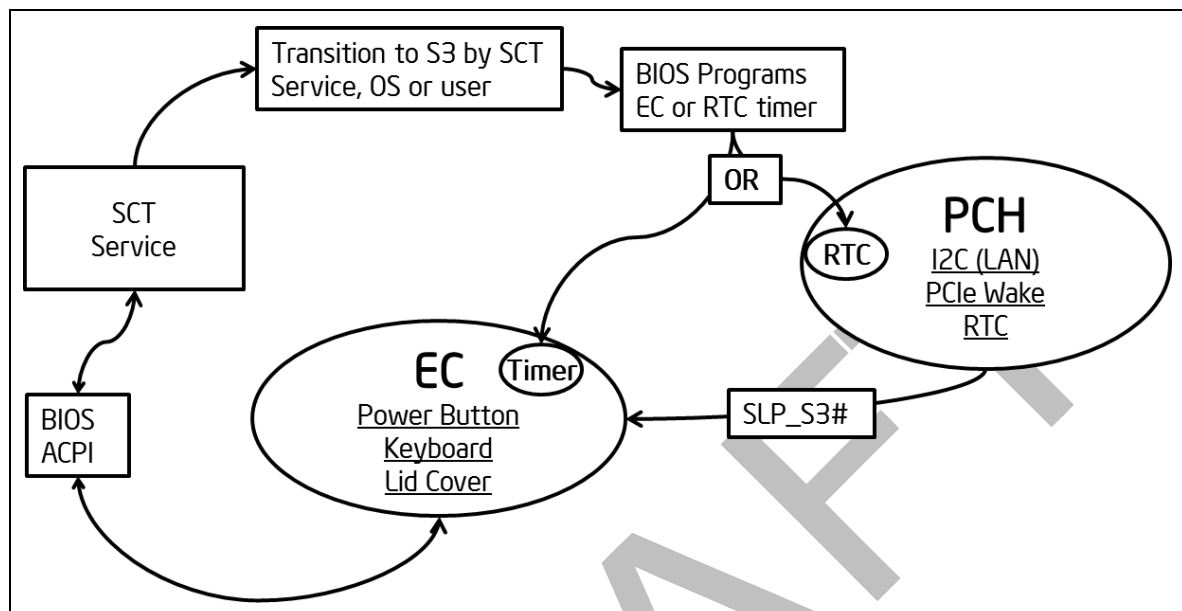 Transition to S3 by SCT
Service, OS or user
BIOS Programs
EC or RTC timer
OR
SCT
Service
PCH
I2C (LAN)
PCIe Wake
RTC
RTC
EC
Timer
Power Button
Keyboard
Lid Cover
SLP_S3#
BIOS
ACPI